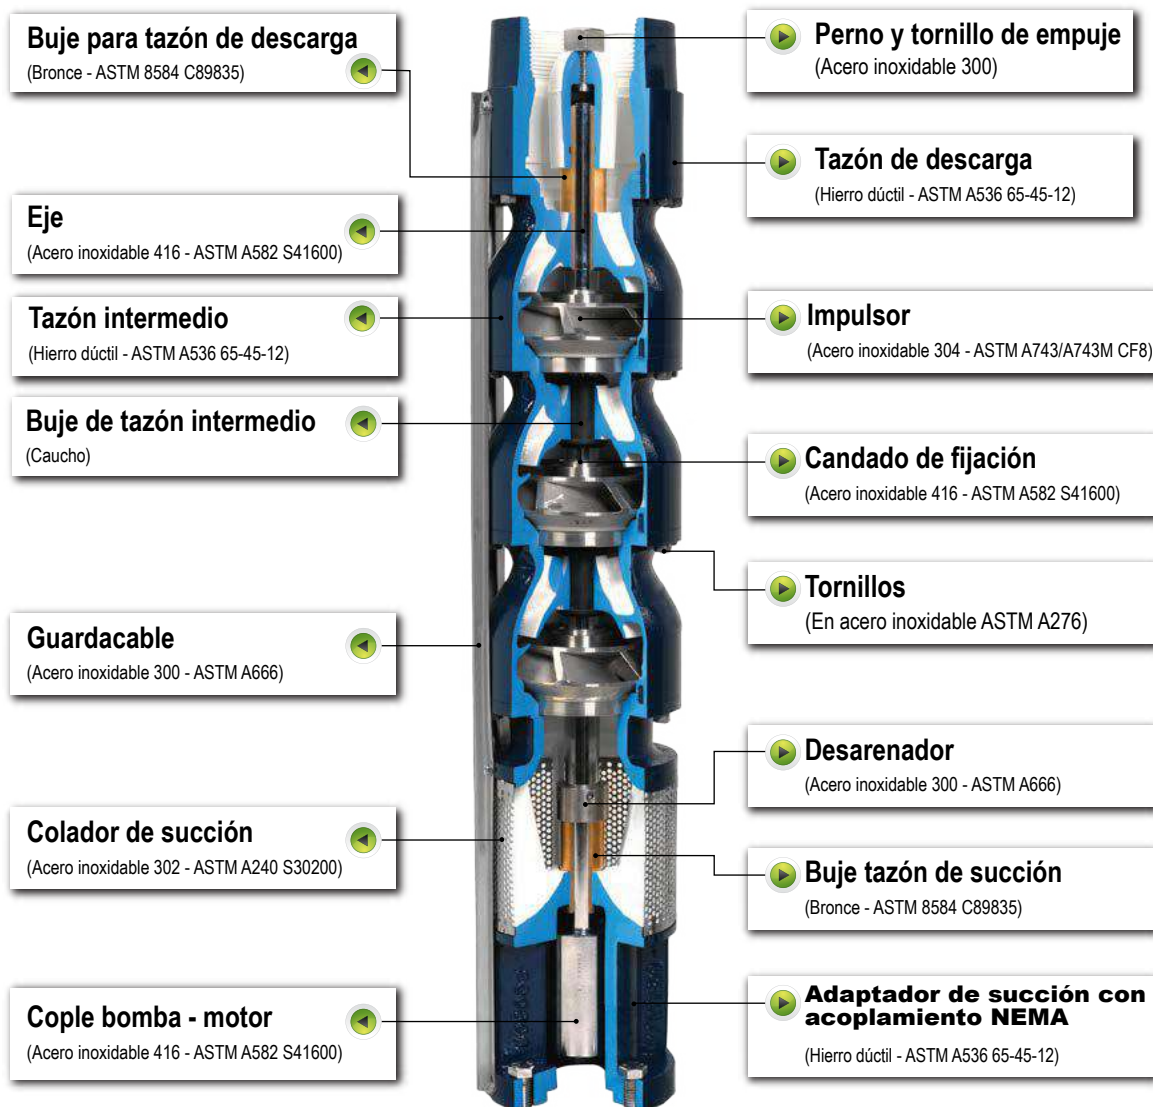 Buje para tazón de descarga
(Bronce - ASTM 8584 C89835)
Eje
(Acero inoxidable 416 - ASTM A582 S41600)
Tazón intermedio
(Hierro dúctil - ASTM A536 65-45-12)
Buje de tazón intermedio
(Caucho)
Guardacable
(Acero inoxidable 300 - ASTM A666)
Colador de succión
(Acero inoxidable 302 - ASTM A240 S30200)
Cople bomba - motor
(Acero inoxidable 416 - ASTM A582 S41600)
Perno y tornillo de empuje
(Acero inoxidable 300)
Tazón de descarga
(Hierro dúctil - ASTM A536 65-45-12)
Impulsor
(Acero inoxidable 304 - ASTM A743/A743M CF8)
Candado de fijación
(Acero inoxidable 416 - ASTM A582 S41600)
Tornillos
(En acero inoxidable ASTM A276)
Desarenador
(Acero inoxidable 300 - ASTM A666)
Buje tazón de succión
(Bronce - ASTM 8584 C89835)
Adaptador de succión con
acoplamiento NEMA
(Hierro dúctil - ASTM A536 65-45-12)